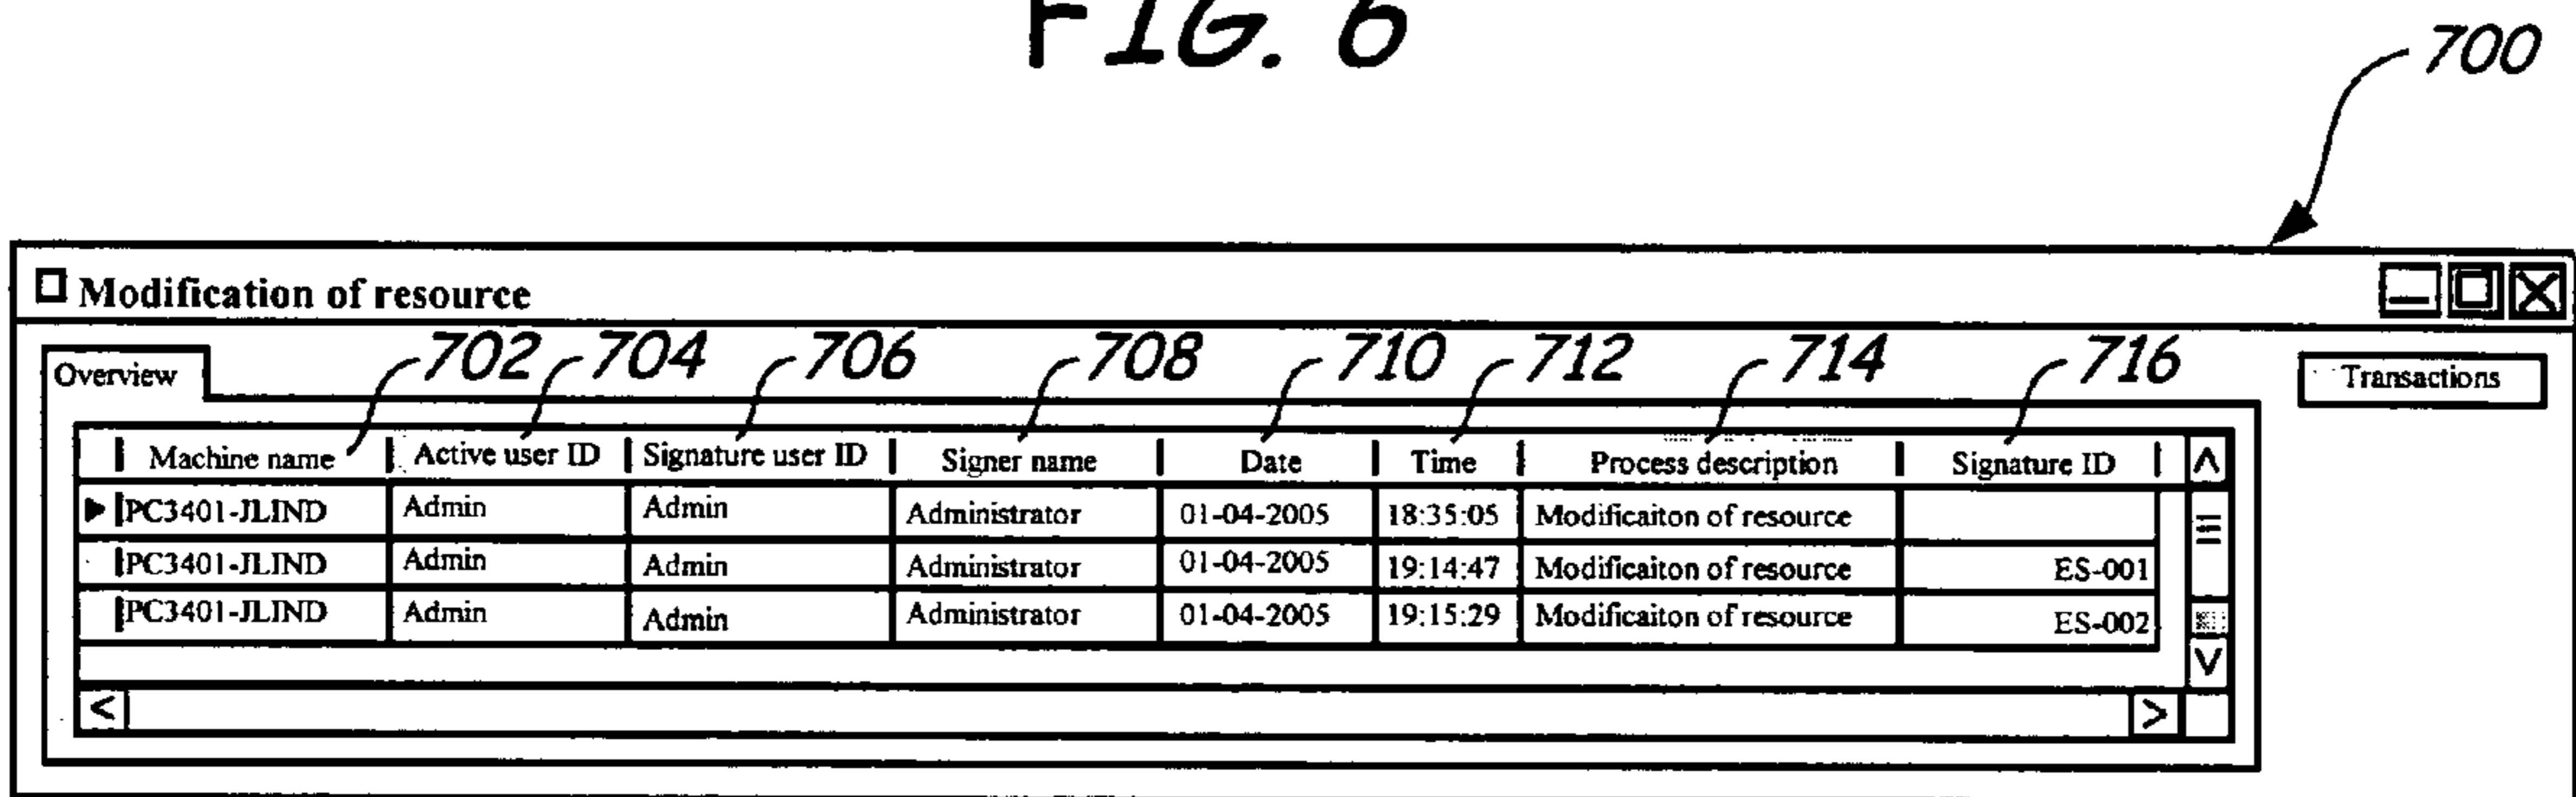 FIG. 6
700
Modification of resource
702 704 706 708 710 712 714 716
Overview Transactions
Machine name Active user ID Signature user ID Signer name Date Time Process description Signature ID
PC3401-JLIND Admin Admin Administrator 01-04-2005 18:35:05 Modificaiton of resource
PC3401-JLIND Admin Admin Administrator 01-04-2005 19:14:47 Modificaiton of resource ES-001
PC3401-JLIND Admin Admin Administrator 01-04-2005 19:15:29 Modificaiton of resource ES-002